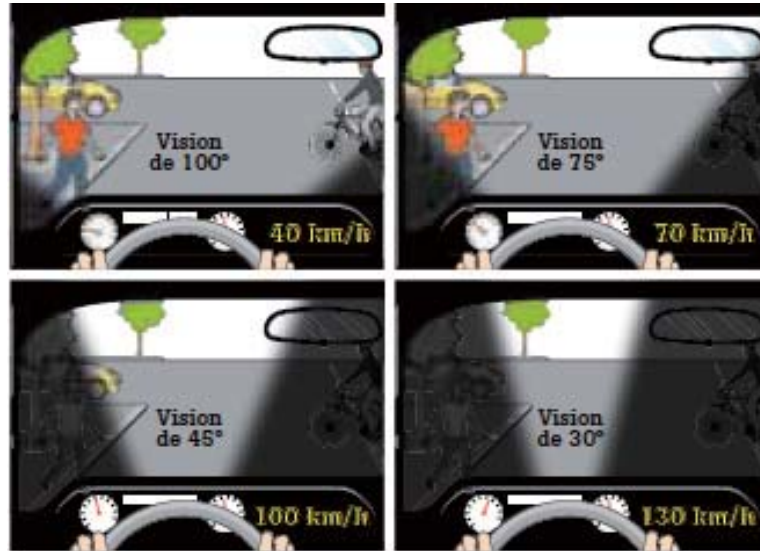 Vision
de 100°
40 km/h
Vision
de 75°
70 km/h
Vision
de 45°
100 km/h
Vision
de 30°
130 km/h